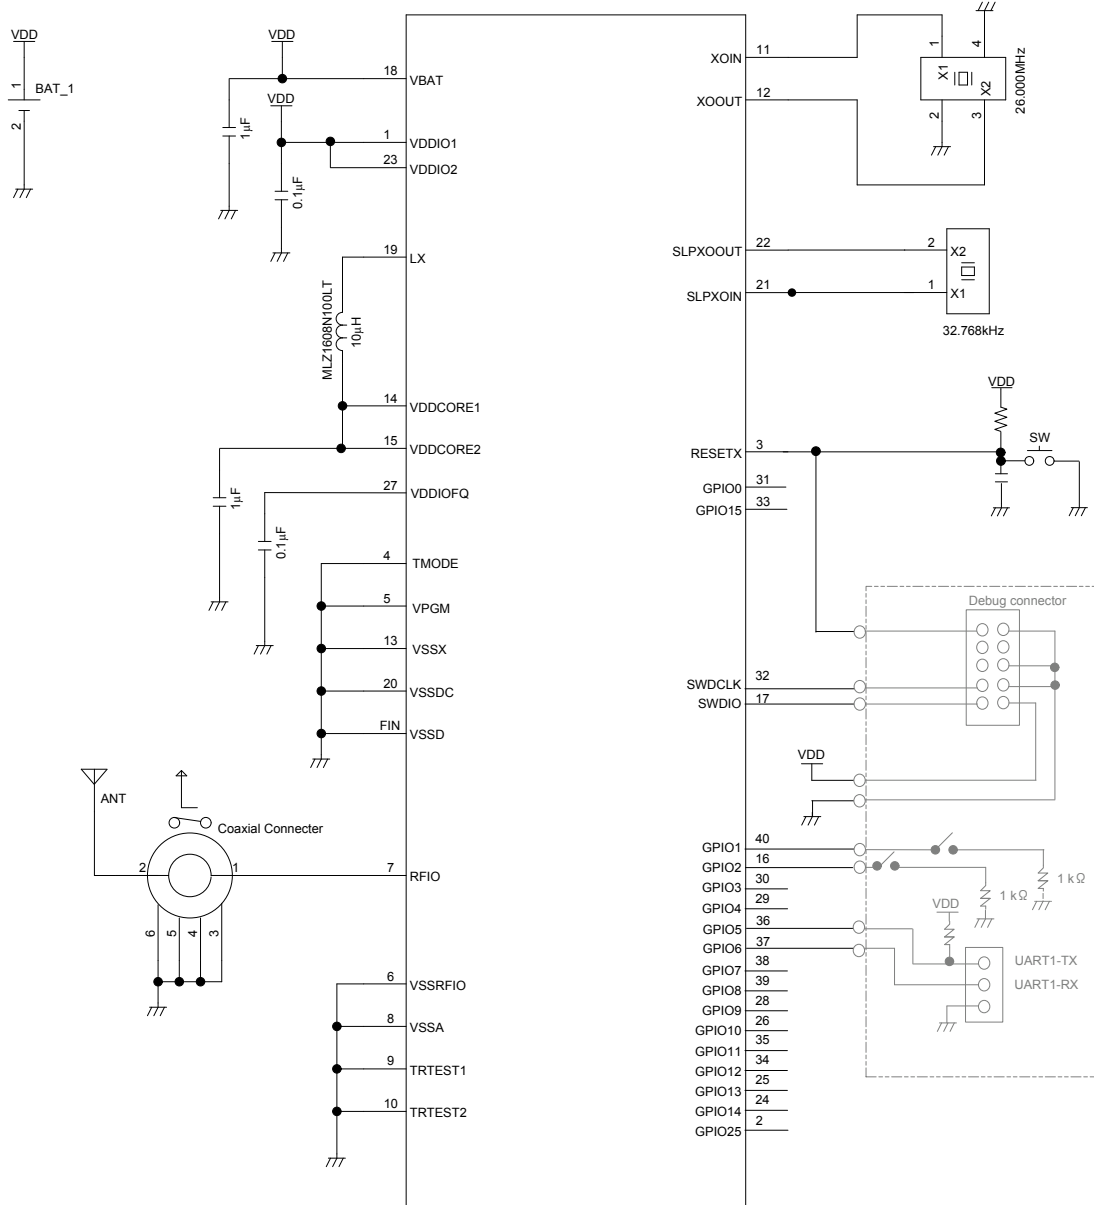 VDD
1
BAT_1
2
VDD
18
VBAT
1µF
VDD
1
VDDIO1
23
VDDIO2
0.1µF
19
LX
MLZ1608N100LT
10µH
14
VDDCORE1
15
VDDCORE2
1µF
27
VDDIOFQ
0.1µF
4
TMODE
5
VPGM
13
VSSX
20
VSSDC
FIN
VSSD
ANT
Coaxial Connecter
2
1
7
RFIO
6
5
4
3
6
VSSRFIO
8
VSSA
9
TRTEST1
10
TRTEST2
XOIN
11
XOOUT
12
1
4
X1
X2
2
3
26.000MHz
SLPXOOUT
22
2
X2
SLPXOIN
21
1
X1
32.768kHz
VDD
SW
RESETX
3
GPIO0
31
GPIO15
33
Debug connector
SWDCLK
32
SWDIO
17
VDD
GPIO1
40
GPIO2
16
GPIO3
30
GPIO4
29
GPIO5
36
GPIO6
37
GPIO7
38
GPIO8
39
GPIO9
28
GPIO10
26
GPIO11
35
GPIO12
34
GPIO13
25
GPIO14
24
GPIO25
2
1 kΩ
1 kΩ
VDD
UART1-TX
UART1-RX